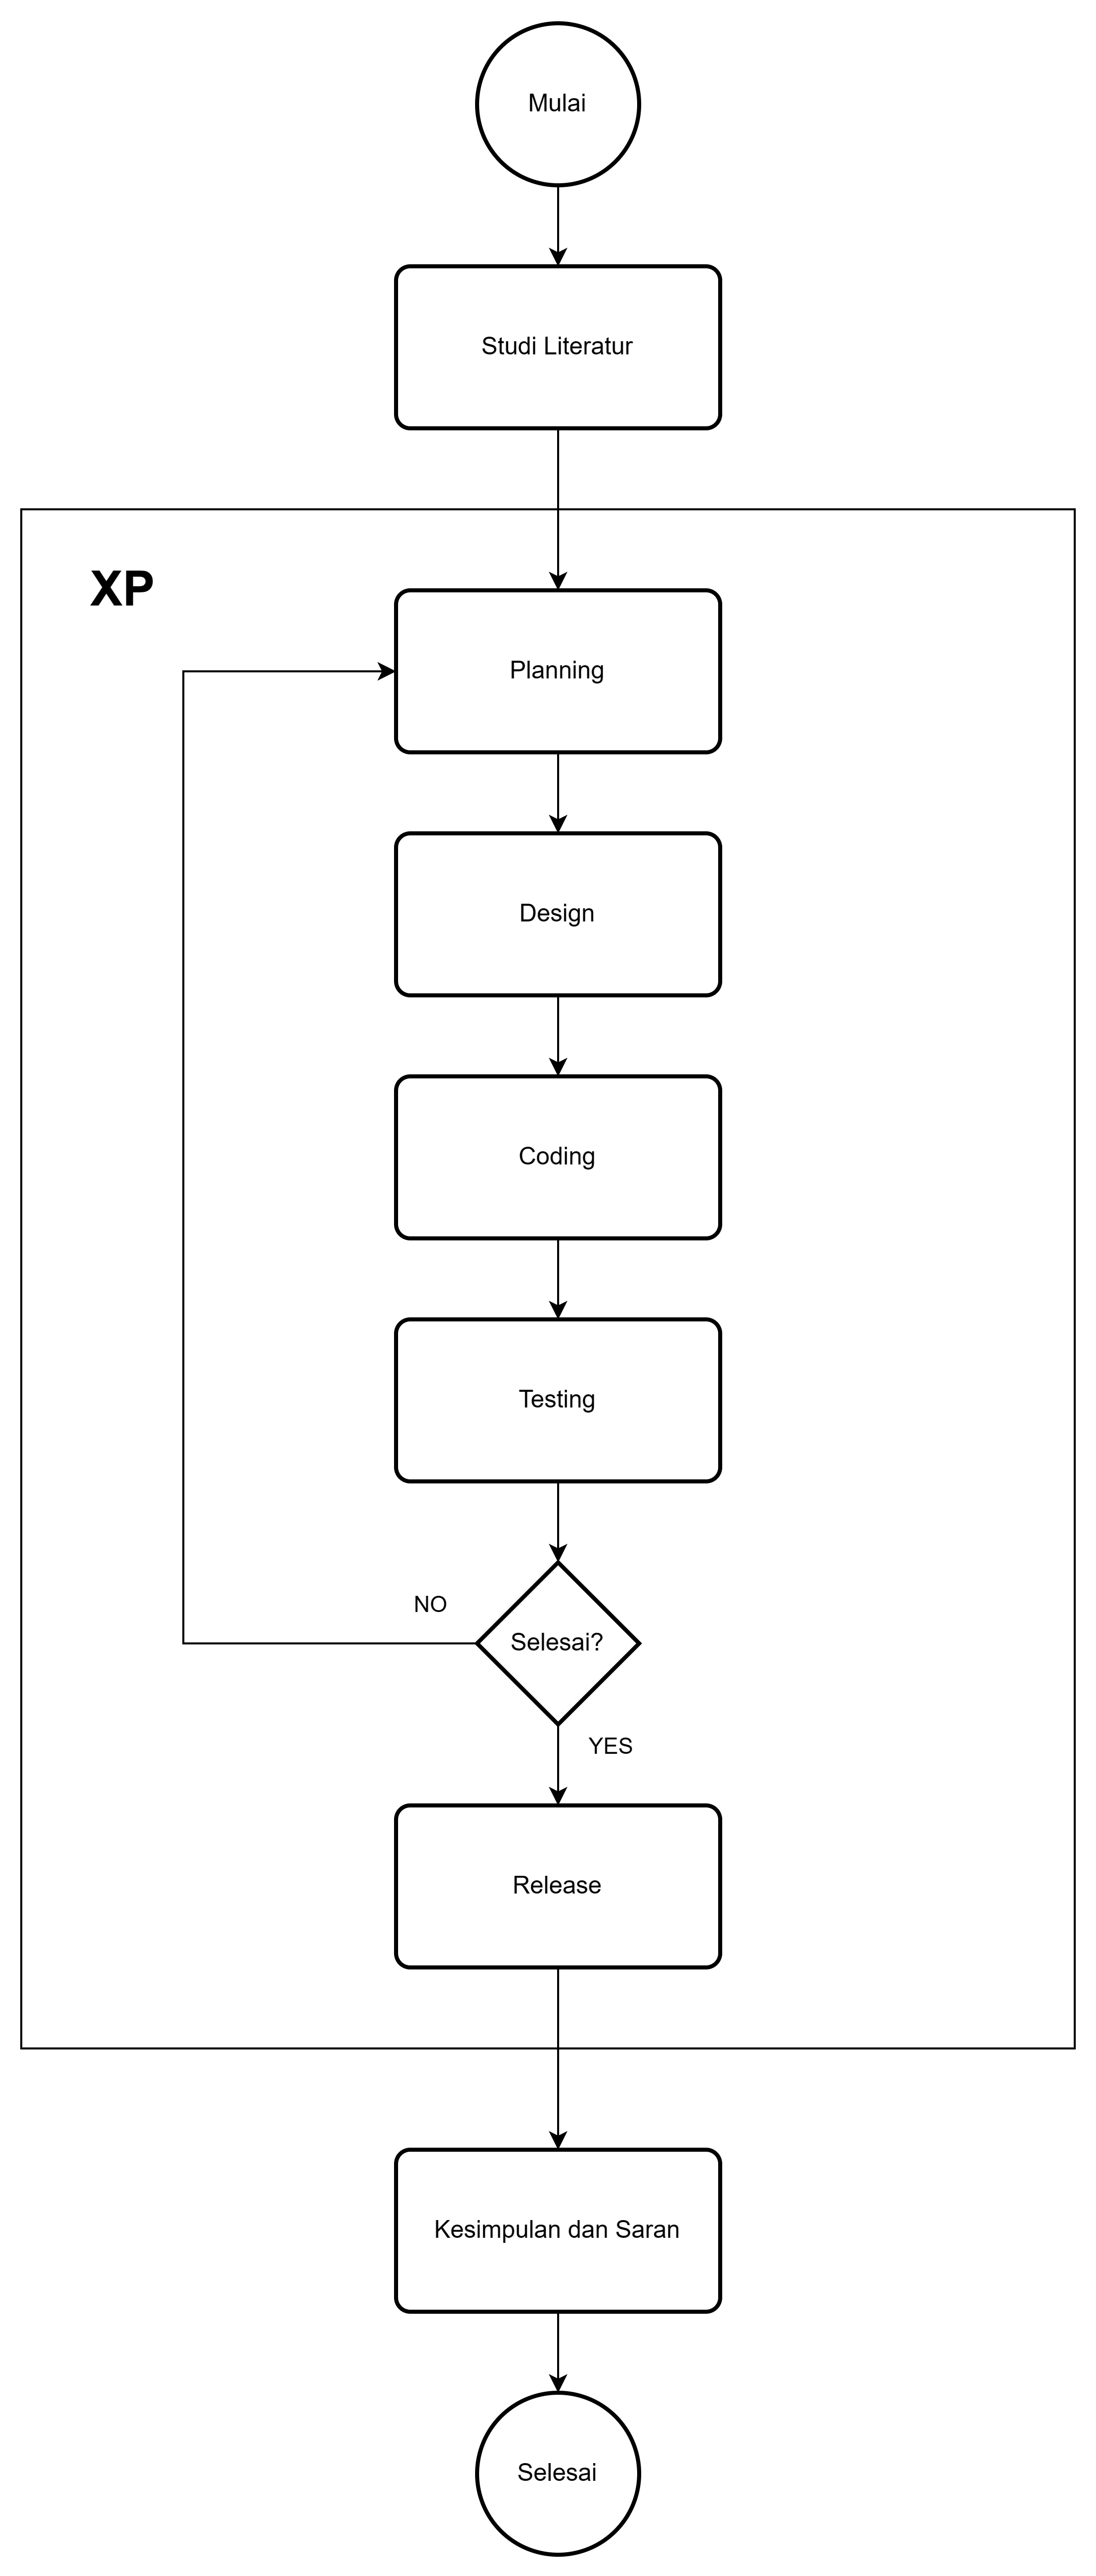 Mulai
Studi Literatur
XP
Planning
Design
Coding
Testing
NO
Selesai?
YES
Release
Kesimpulan dan Saran
Selesai